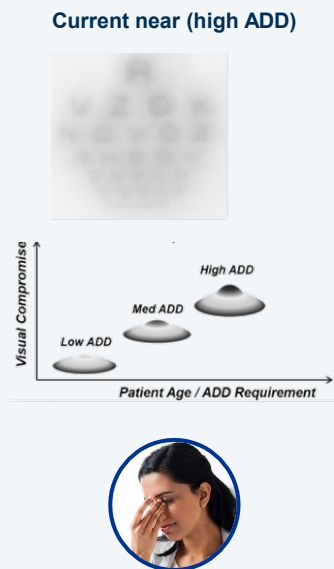 Current near (high ADD)
R
V Z D K
N C V O Z
R H S D V
Visual Compromise
High ADD
Med ADD
Low ADD
Patient Age / ADD Requirement